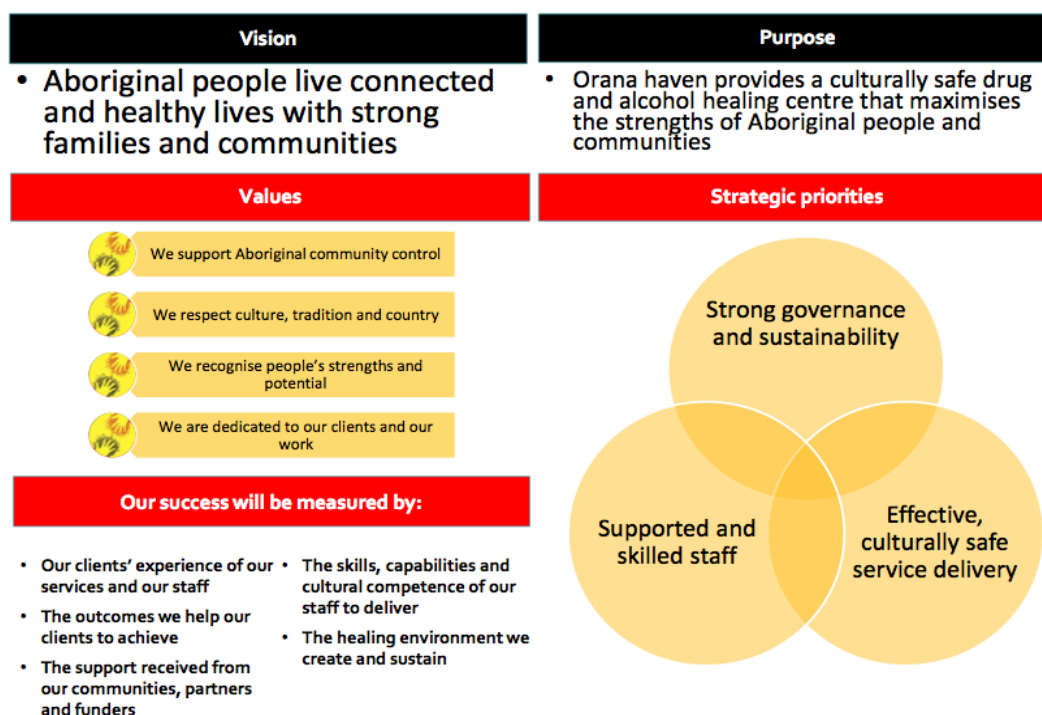 Vision
• Aboriginal people live connected
and healthy lives with strong
families and communities
Purpose
• Orana haven provides a culturally safe drug
and alcohol healing centre that maximises
the strengths of Aboriginal people and
communities
Values
We support Aboriginal community control
We respect culture, tradition and country
We recognise people's strengths and
potential
We are dedicated to our clients and our
work
Strategic priorities
Strong governance
and sustainability
Supported and
skilled staff
Effective,
culturally safe
service delivery
Our success will be measured by:
• Our clients' experience of our
services and our staff
• The outcomes we help our
clients to achieve
• The support received from
our communities, partners
and funders
• The skills, capabilities and
cultural competence of our
staff to deliver
• The healing environment we
create and sustain